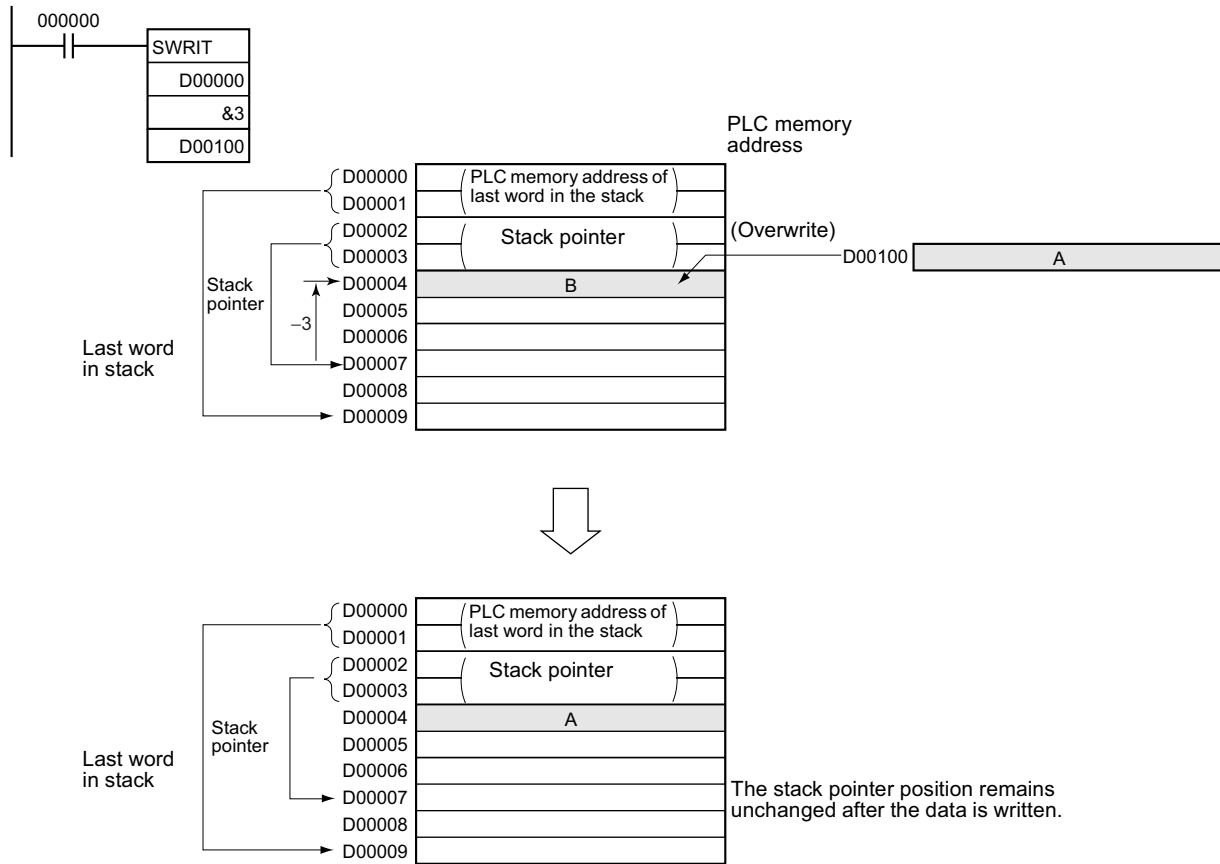 000000
SWRIT
D00000
&3
D00100
PLC memory
address
D00000
D00001
D00002
D00003
D00004
D00005
D00006
D00007
D00008
D00009
PLC memory address of
last word in the stack
Stack pointer
(Overwrite)
D00100
A
B
Stack
pointer
−3
Last word
in stack
D00000
D00001
D00002
D00003
D00004
D00005
D00006
D00007
D00008
D00009
PLC memory address of
last word in the stack
Stack pointer
A
Stack
pointer
Last word
in stack
The stack pointer position remains
unchanged after the data is written.